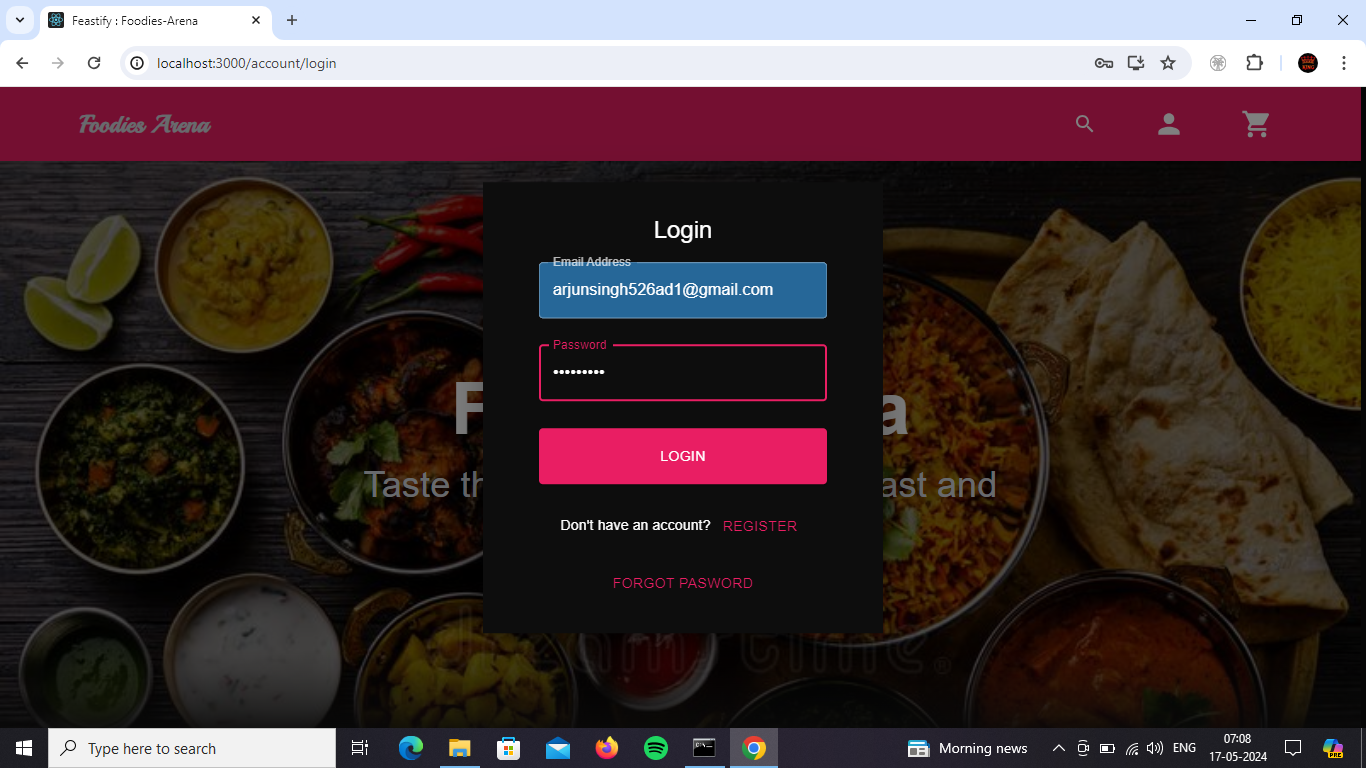 Feastify : Foodies-Arena
localhost:3000/account/login
Foodies Arena
Login
Email Address
arjunsingh526ad1@gmail.com
Password
•••••••••
LOGIN
Don't have an account? REGISTER
FORGOT PASWORD
Taste th
ast and
dreamstime®
Type here to search
Morning news
ENG
07:08
17-05-2024
PRE